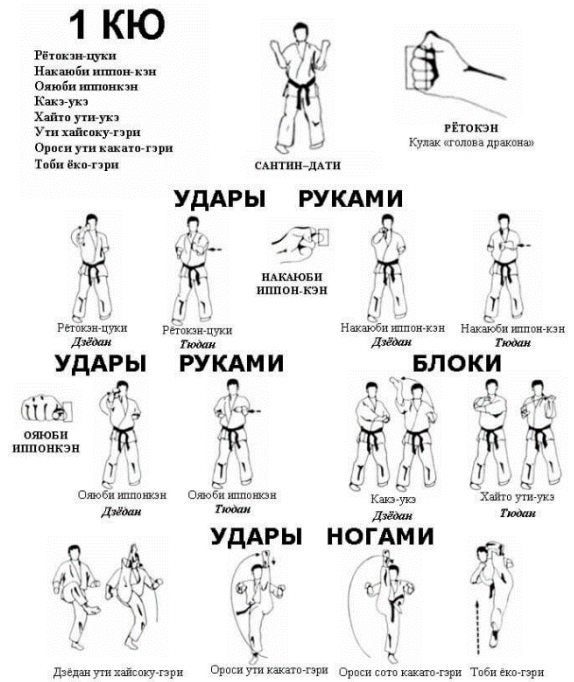 1 КЮ
Рётокэн-цуки
Накаюби иппон-кэн
Ояюби иппонкэн
Какэ-укэ
Хайто ути-укэ
Ути хайсоку-гэри
Ороси ути какато-гэри
Тоби ёко-гэри
САНТИН–ДАТИ
РЁТОКЭН
Кулак «голова дракона»
УДАРЫ РУКАМИ
Рётокэн-цуки
Дзёдан
Рётокэн-цуки
Тюдан
НАКАЮБИ
ИППОН-КЭН
Накаюби иппон-кэн
Дзёдан
Накаюби иппон-кэн
Тюдан
УДАРЫ РУКАМИ
ОЯЮБИ
ИППОНКЭН
Ояюби иппонкэн
Дзёдан
Ояюби иппонкэн
Тюдан
БЛОКИ
Какэ-укэ
Дзёдан
Хайто ути-укэ
Тюдан
УДАРЫ НОГАМИ
Дзёдан ути хайсоку-гэри
Ороси ути какато-гэри
Ороси сото какато-гэри
Тоби ёко-гэри